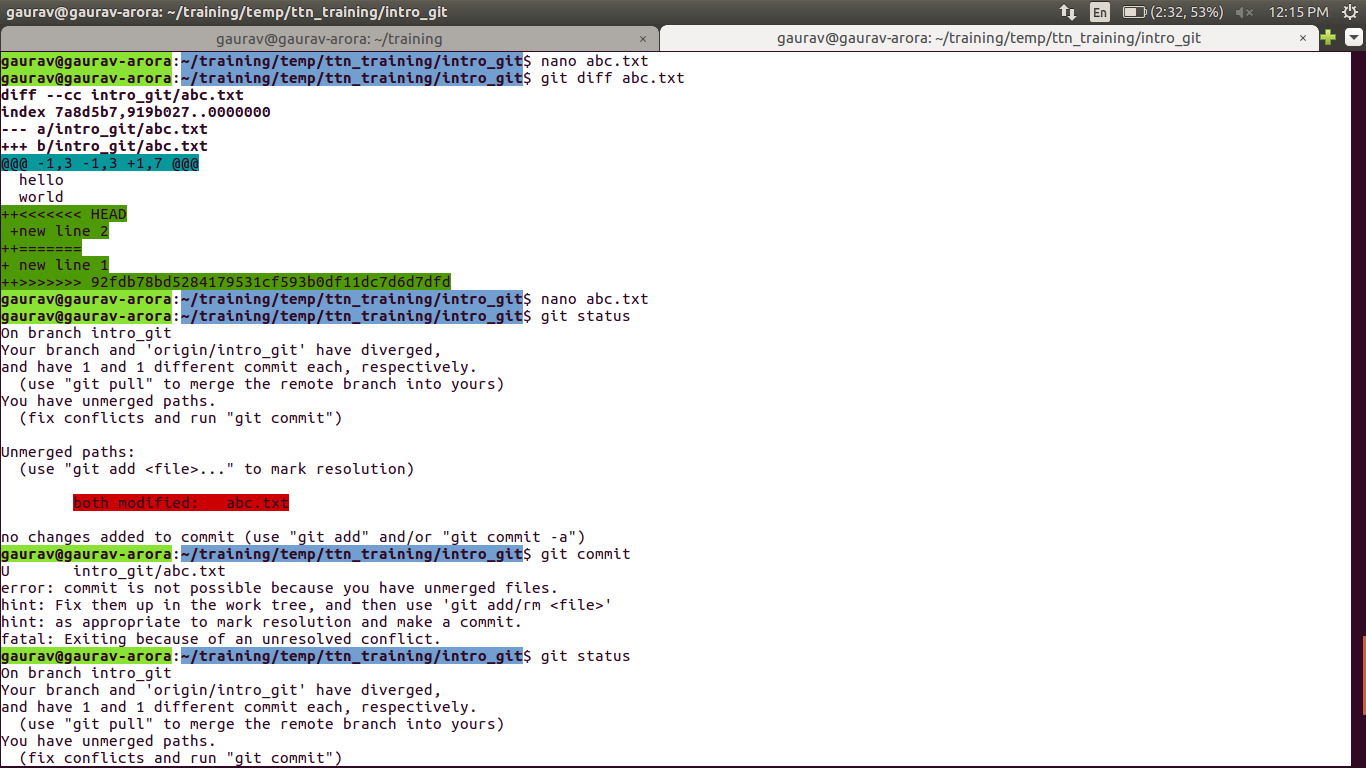 gaurav@gaurav-arora: ~/training/temp/ttn_training/intro_git
En (2:32, 53%) 12:15 PM
gaurav@gaurav-arora: ~/training × gaurav@gaurav-arora: ~/training/temp/ttn_training/intro_git ×
gaurav@gaurav-arora:~/training/temp/ttn_training/intro_git$ nano abc.txt
gaurav@gaurav-arora:~/training/temp/ttn_training/intro_git$ git diff abc.txt
diff --cc intro_git/abc.txt
index 7a8d5b7,919b027..0000000
--- a/intro_git/abc.txt
+++ b/intro_git/abc.txt
@@@ -1,3 -1,3 +1,7 @@@
  hello
  world
++<<<<<<< HEAD
 +new line 2
++=======
+ new line 1
++>>>>>>> 92fdb78bd5284179531cf593b0df11dc7d6d7dfd
gaurav@gaurav-arora:~/training/temp/ttn_training/intro_git$ nano abc.txt
gaurav@gaurav-arora:~/training/temp/ttn_training/intro_git$ git status
On branch intro_git
Your branch and 'origin/intro_git' have diverged,
and have 1 and 1 different commit each, respectively.
  (use "git pull" to merge the remote branch into yours)
You have unmerged paths.
  (fix conflicts and run "git commit")

Unmerged paths:
  (use "git add <file>..." to mark resolution)

        both modified:   abc.txt

no changes added to commit (use "git add" and/or "git commit -a")
gaurav@gaurav-arora:~/training/temp/ttn_training/intro_git$ git commit
U       intro_git/abc.txt
error: commit is not possible because you have unmerged files.
hint: Fix them up in the work tree, and then use 'git add/rm <file>'
hint: as appropriate to mark resolution and make a commit.
fatal: Exiting because of an unresolved conflict.
gaurav@gaurav-arora:~/training/temp/ttn_training/intro_git$ git status
On branch intro_git
Your branch and 'origin/intro_git' have diverged,
and have 1 and 1 different commit each, respectively.
  (use "git pull" to merge the remote branch into yours)
You have unmerged paths.
  (fix conflicts and run "git commit")